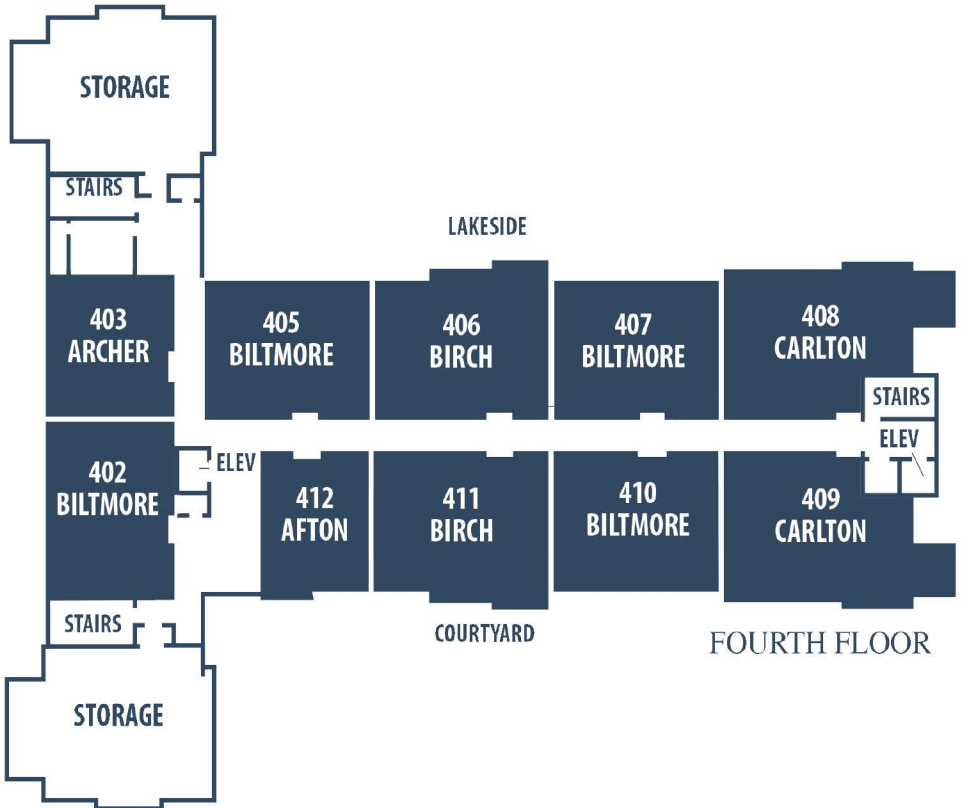 STORAGE
STAIRS
LAKESIDE
403
ARCHER
405
BILTMORE
406
BIRCH
407
BILTMORE
408
CARLTON
STAIRS
ELEV
402
BILTMORE
ELEV
412
AFTON
411
BIRCH
410
BILTMORE
409
CARLTON
STAIRS
COURTYARD
FOURTH FLOOR
STORAGE